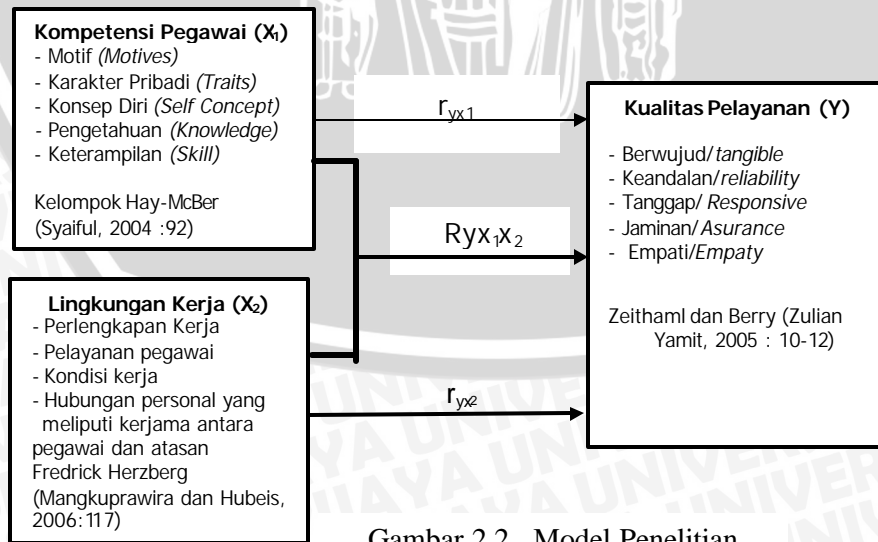 Kompetensi Pegawai (X₁)
- Motif (Motives)
- Karakter Pribadi (Traits)
- Konsep Diri (Self Concept)
- Pengetahuan (Knowledge)
- Keterampilan (Skill)
Kelompok Hay-McBer
(Syaiful, 2004 :92)
Lingkungan Kerja (X₂)
- Perlengkapan Kerja
- Pelayanan pegawai
- Kondisi kerja
- Hubungan personal yang
meliputi kerjama antara
pegawai dan atasan
Fredrick Herzberg
(Mangkuprawira dan Hubeis,
2006:117)
ryx1
Ryx₁x₂
ryx2
Kualitas Pelayanan (Y)
- Berwujud/tangible
- Keandalan/reliability
- Tanggap/ Responsive
- Jaminan/Asurance
- Empati/Empaty
Zeithaml dan Berry (Zulian
Yamit, 2005 : 10-12)
Gambar 2.2 Model Penelitian